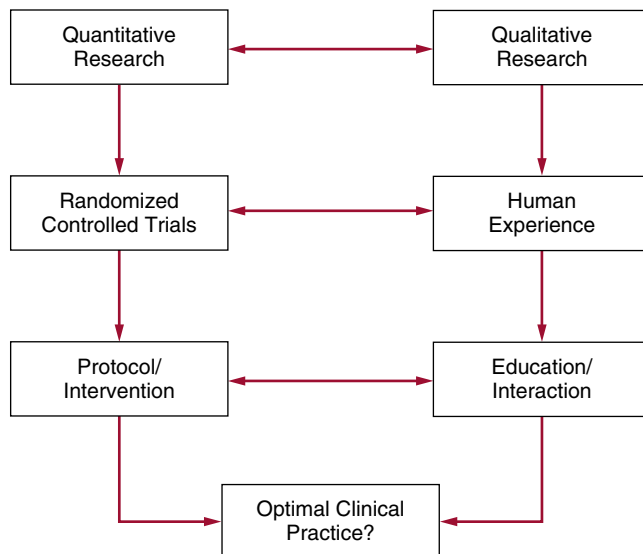 Quantitative
Research
Qualitative
Research
Randomized
Controlled Trials
Human
Experience
Protocol/
Intervention
Education/
Interaction
Optimal Clinical
Practice?